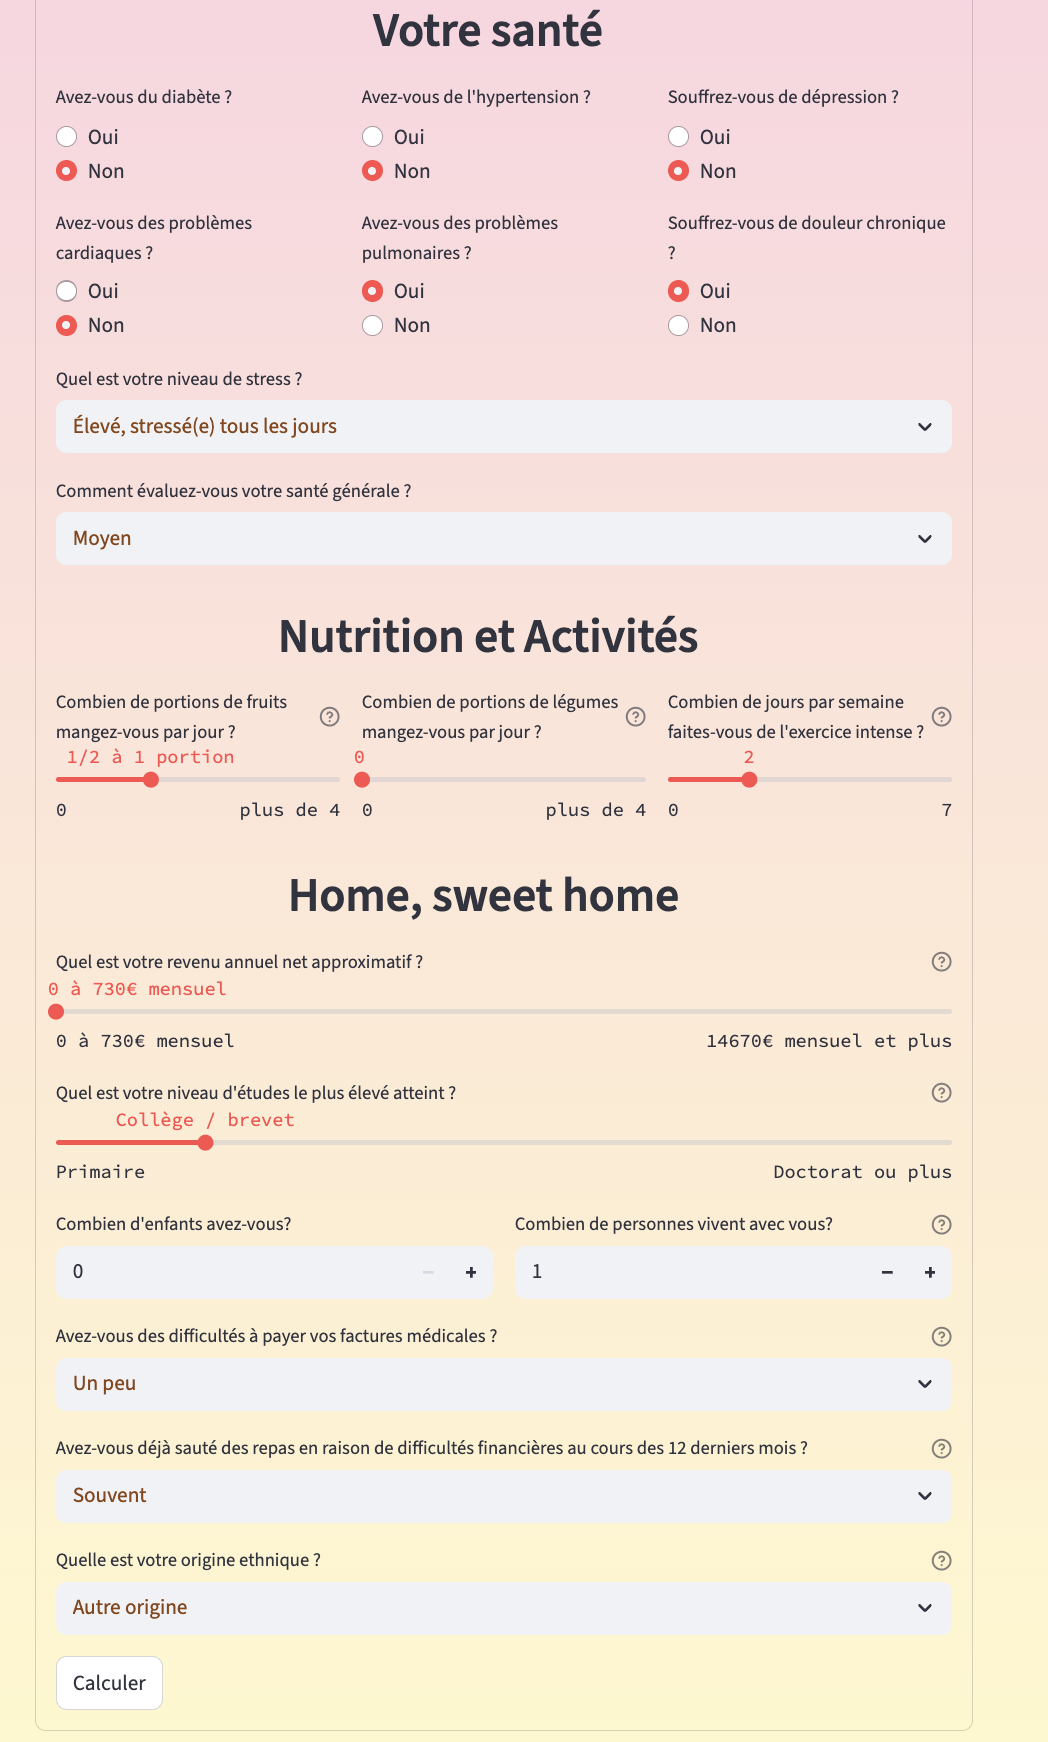 Votre santé
Avez-vous du diabète ?
Oui
Non
Avez-vous de l'hypertension ?
Oui
Non
Souffrez-vous de dépression ?
Oui
Non
Avez-vous des problèmes
cardiaques ?
Oui
Non
Avez-vous des problèmes
pulmonaires ?
Oui
Non
Souffrez-vous de douleur chronique
?
Oui
Non
Quel est votre niveau de stress ?
Élevé, stressé(e) tous les jours
Comment évaluez-vous votre santé générale ?
Moyen
Nutrition et Activités
Combien de portions de fruits
mangez-vous par jour ?
1/2 à 1 portion
0 plus de 4
Combien de portions de légumes
mangez-vous par jour ?
0
0 plus de 4
Combien de jours par semaine
faites-vous de l'exercice intense ?
2
0 7
Home, sweet home
Quel est votre revenu annuel net approximatif ?
0 à 730€ mensuel
0 à 730€ mensuel 14670€ mensuel et plus
Quel est votre niveau d'études le plus élevé atteint ?
Collège / brevet
Primaire Doctorat ou plus
Combien d'enfants avez-vous?
0
Combien de personnes vivent avec vous?
1
Avez-vous des difficultés à payer vos factures médicales ?
Un peu
Avez-vous déjà sauté des repas en raison de difficultés financières au cours des 12 derniers mois ?
Souvent
Quelle est votre origine ethnique ?
Autre origine
Calculer